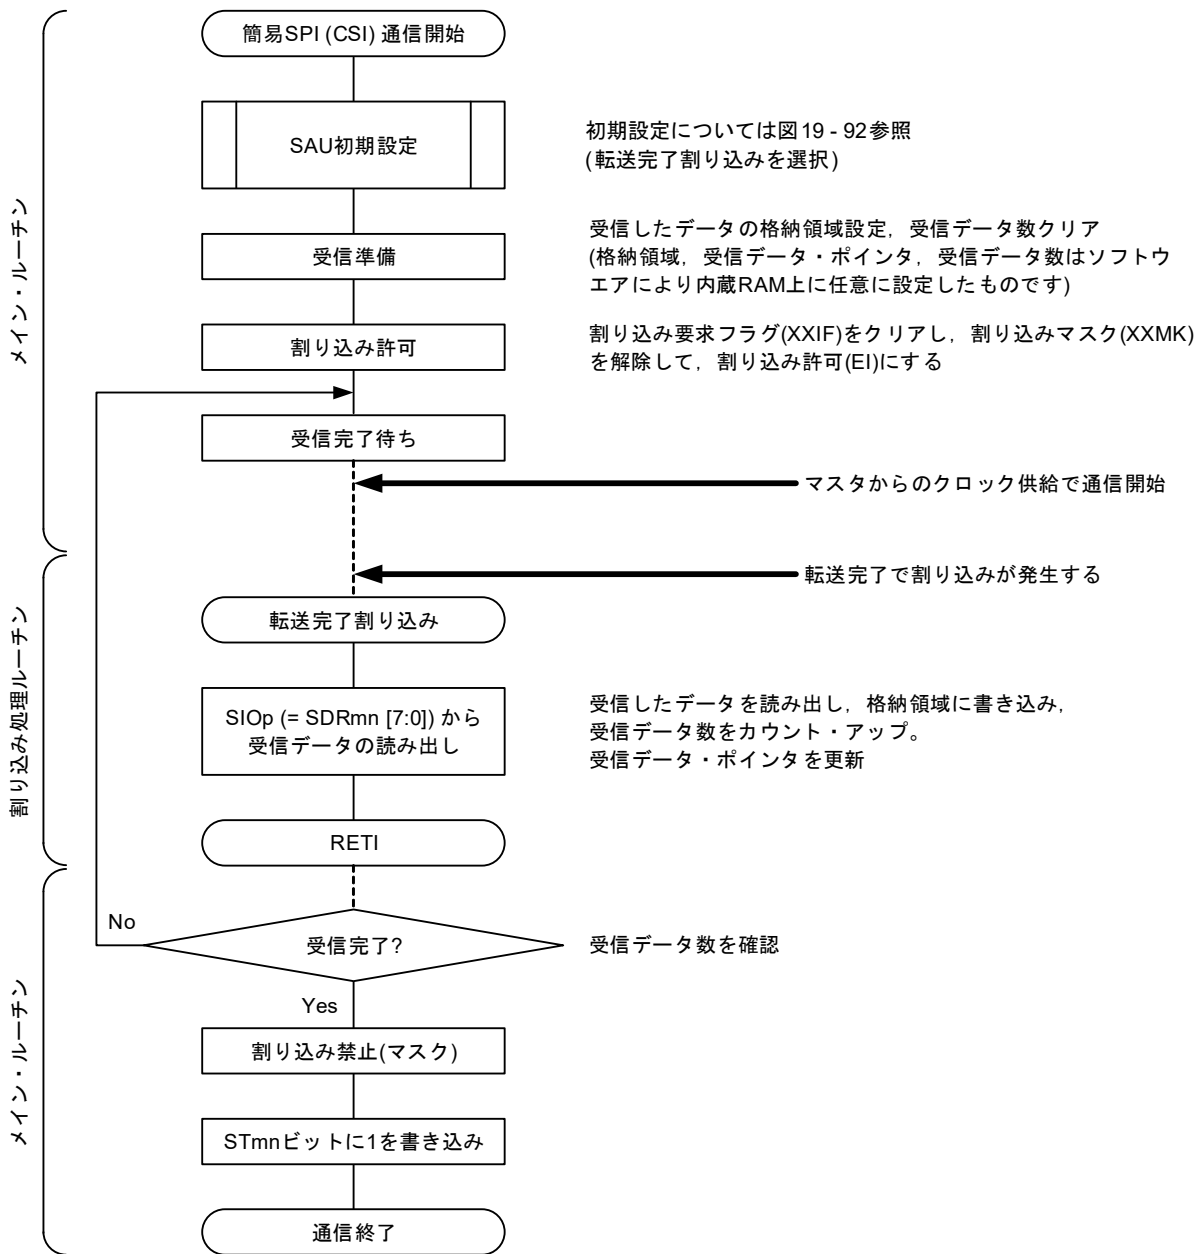 簡易SPI (CSI) 通信開始
SAU初期設定
初期設定については図19 - 92参照
(転送完了割り込みを選択)
受信準備
受信したデータの格納領域設定，受信データ数クリア
(格納領域，受信データ・ポインタ，受信データ数はソフトウ
エアにより内蔵RAM上に任意に設定したものです)
割り込み許可
割り込み要求フラグ(XXIF)をクリアし，割り込みマスク(XXMK)
を解除して，割り込み許可(EI)にする
メイン・ルーチン
受信完了待ち
マスタからのクロック供給で通信開始
転送完了で割り込みが発生する
転送完了割り込み
SIOp (= SDRmn [7:0]) から
受信データの読み出し
受信したデータを読み出し，格納領域に書き込み，
受信データ数をカウント・アップ。
受信データ・ポインタを更新
割り込み処理ルーチン
RETI
No
受信完了?
受信データ数を確認
Yes
割り込み禁止(マスク)
メイン・ルーチン
STmnビットに1を書き込み
通信終了